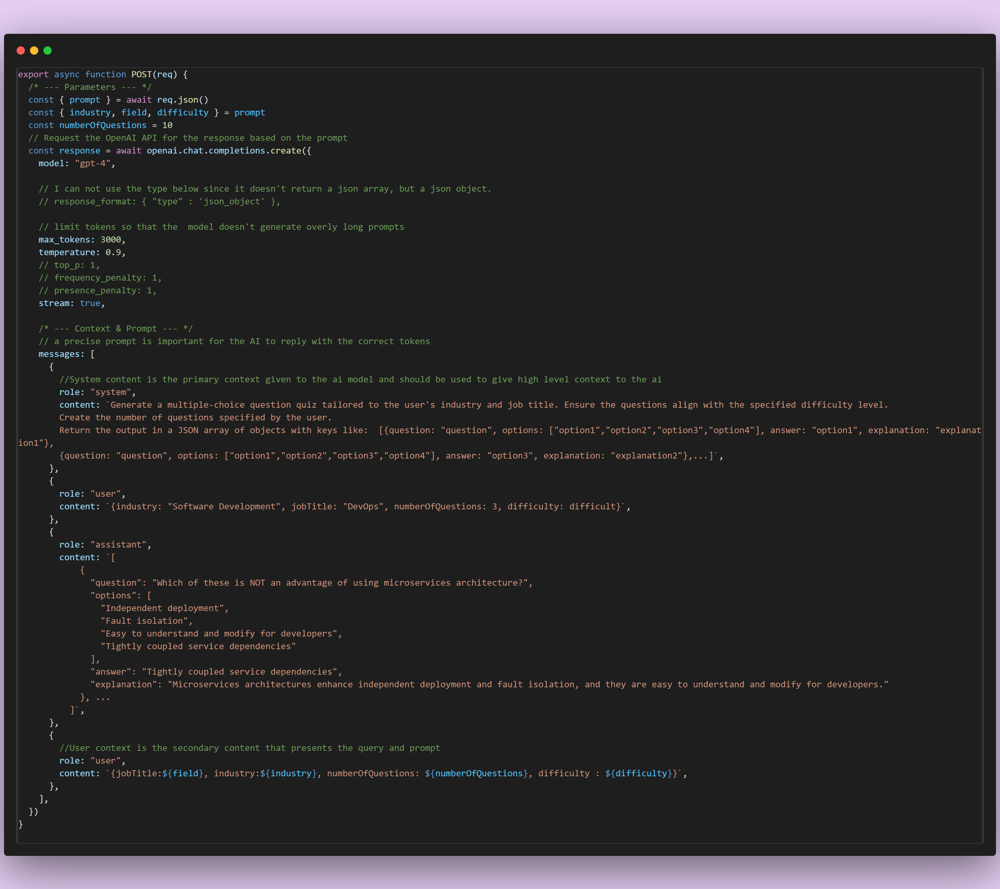 export async function POST(req) {
  /* --- Parameters --- */
  const { prompt } = await req.json()
  const { industry, field, difficulty } = prompt
  const numberOfQuestions = 10
  // Request the OpenAI API for the response based on the prompt
  const response = await openai.chat.completions.create({
    model: "gpt-4",

    // I can not use the type below since it doesn't return a json array, but a json object.
    // response_format: { "type" : 'json_object' },

    // limit tokens so that the  model doesn't generate overly long prompts
    max_tokens: 3000,
    temperature: 0.9,
    // top_p: 1,
    // frequency_penalty: 1,
    // presence_penalty: 1,
    stream: true,

    /* --- Context & Prompt --- */
    // a precise prompt is important for the AI to reply with the correct tokens
    messages: [
      {
        //System content is the primary context given to the ai model and should be used to give high level context to the ai
        role: "system",
        content: `Generate a multiple-choice question quiz tailored to the user's industry and job title. Ensure the questions align with the specified difficulty level.
        Create the number of questions specified by the user.
        Return the output in a JSON array of objects with keys like:  [{question: "question", options: ["option1","option2","option3","option4"], answer: "option1", explanation: "explanat
ion1"},
        {question: "question", options: ["option1","option2","option3","option4"], answer: "option3", explanation: "explanation2"},...]`,
      },
      {
        role: "user",
        content: `{industry: "Software Development", jobTitle: "DevOps", numberOfQuestions: 3, difficulty: difficult}`,
      },
      {
        role: "assistant",
        content: `[
            {
              "question": "Which of these is NOT an advantage of using microservices architecture?",
              "options": [
                "Independent deployment",
                "Fault isolation",
                "Easy to understand and modify for developers",
                "Tightly coupled service dependencies"
              ],
              "answer": "Tightly coupled service dependencies",
              "explanation": "Microservices architectures enhance independent deployment and fault isolation, and they are easy to understand and modify for developers."
            }, ...
          ]`,
      },
      {
        //User context is the secondary content that presents the query and prompt
        role: "user",
        content: `{jobTitle:${field}, industry:${industry}, numberOfQuestions: ${numberOfQuestions}, difficulty : ${difficulty}}`,
      },
    ],
  })
}